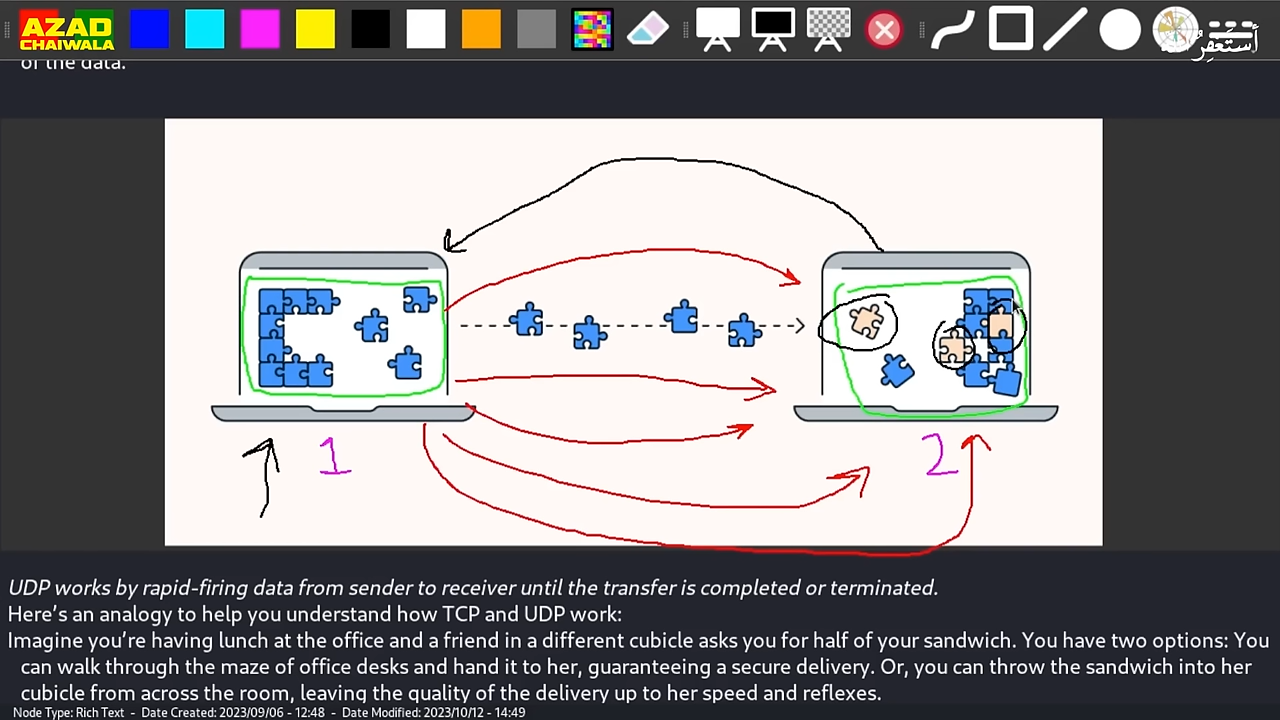 AZAD
CHAIWALA
أستغفر
of the data.
1
2
UDP works by rapid-firing data from sender to receiver until the transfer is completed or terminated.
Here’s an analogy to help you understand how TCP and UDP work:
Imagine you’re having lunch at the office and a friend in a different cubicle asks you for half of your sandwich. You have two options: You
can walk through the maze of office desks and hand it to her, guaranteeing a secure delivery. Or, you can throw the sandwich into her
cubicle from across the room, leaving the quality of the delivery up to her speed and reflexes.
Node Type: Rich Text - Date Created: 2023/09/06 - 12:48 - Date Modified: 2023/10/12 - 14:49